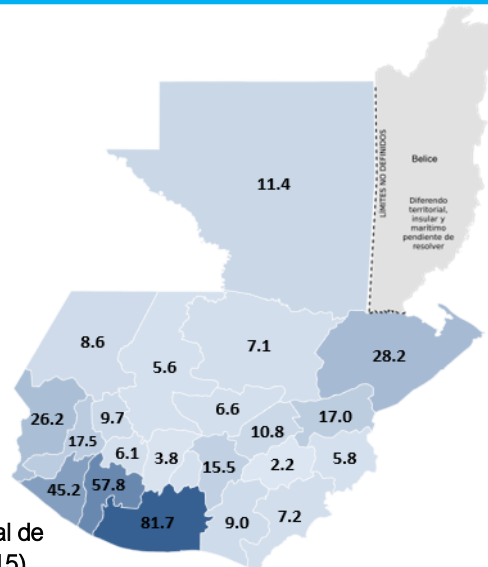 11.4
LÍMITES NO DEFINIDOS
Belice
Diferendo
territorial,
insular y
marítimo
pendiente de
resolver
8.6
5.6
7.1
28.2
26.2
9.7
6.6
17.0
17.5
10.8
6.1
3.8
15.5
2.2
5.8
45.2
57.8
81.7
9.0
7.2
al de
15)